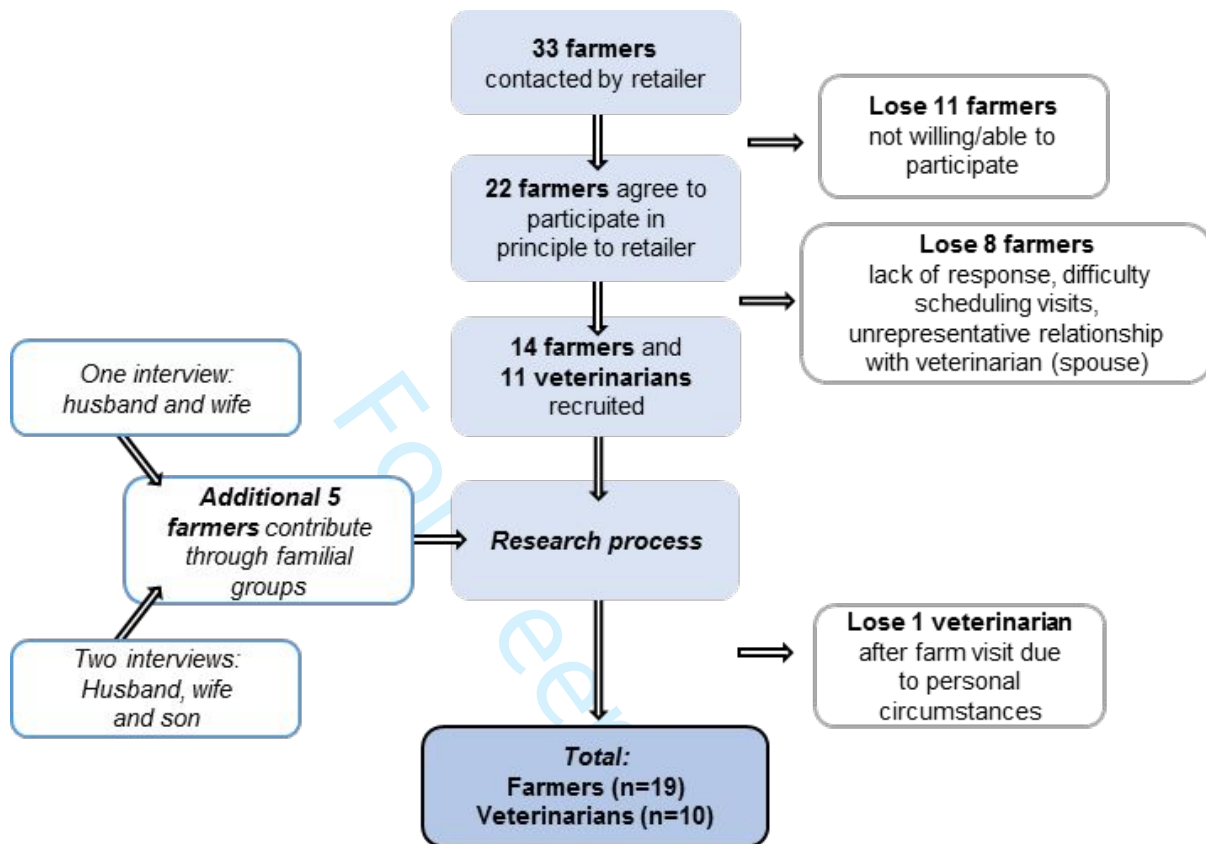 33 farmers
contacted by retailer
Lose 11 farmers
not willing/able to
participate
22 farmers agree to
participate in
principle to retailer
Lose 8 farmers
lack of response, difficulty
scheduling visits,
unrepresentative relationship
with veterinarian (spouse)
14 farmers and
11 veterinarians
recruited
One interview:
husband and wife
Additional 5
farmers contribute
through familial
groups
Research process
Two interviews:
Husband, wife
and son
Lose 1 veterinarian
after farm visit due
to personal
circumstances
Total:
Farmers (n=19)
Veterinarians (n=10)